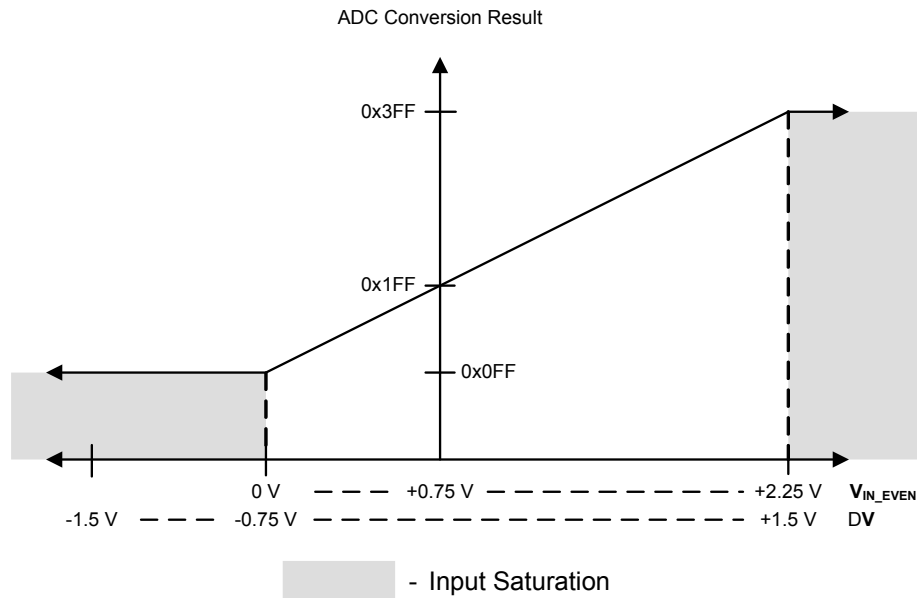 ADC Conversion Result
0x3FF
0x1FF
0x0FF
0 V +0.75 V +2.25 V V_IN_EVEN
-1.5 V -0.75 V +1.5 V DV
- Input Saturation